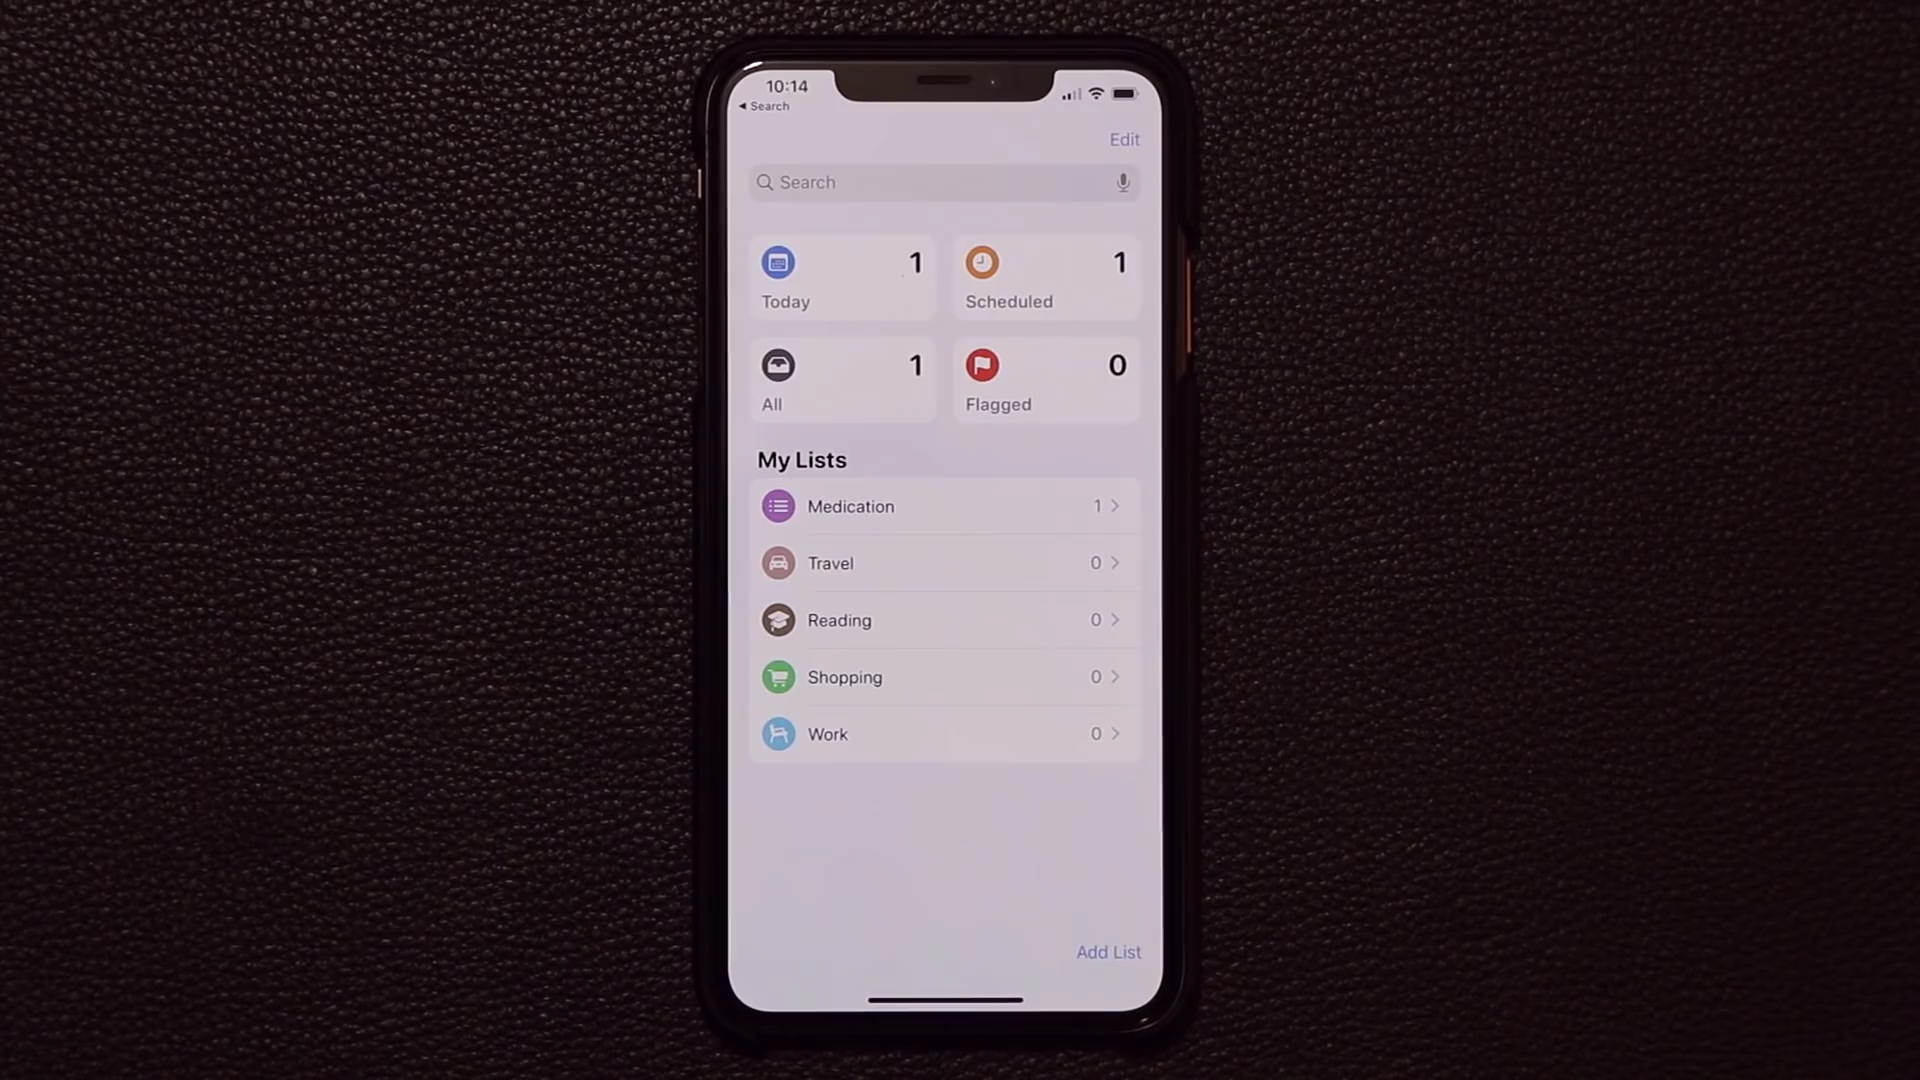 10:14
Search
Edit
Search
1
Today
1
Scheduled
1
All
0
Flagged
My Lists
Medication 1
Travel 0
Reading 0
Shopping 0
Work 0
Add List